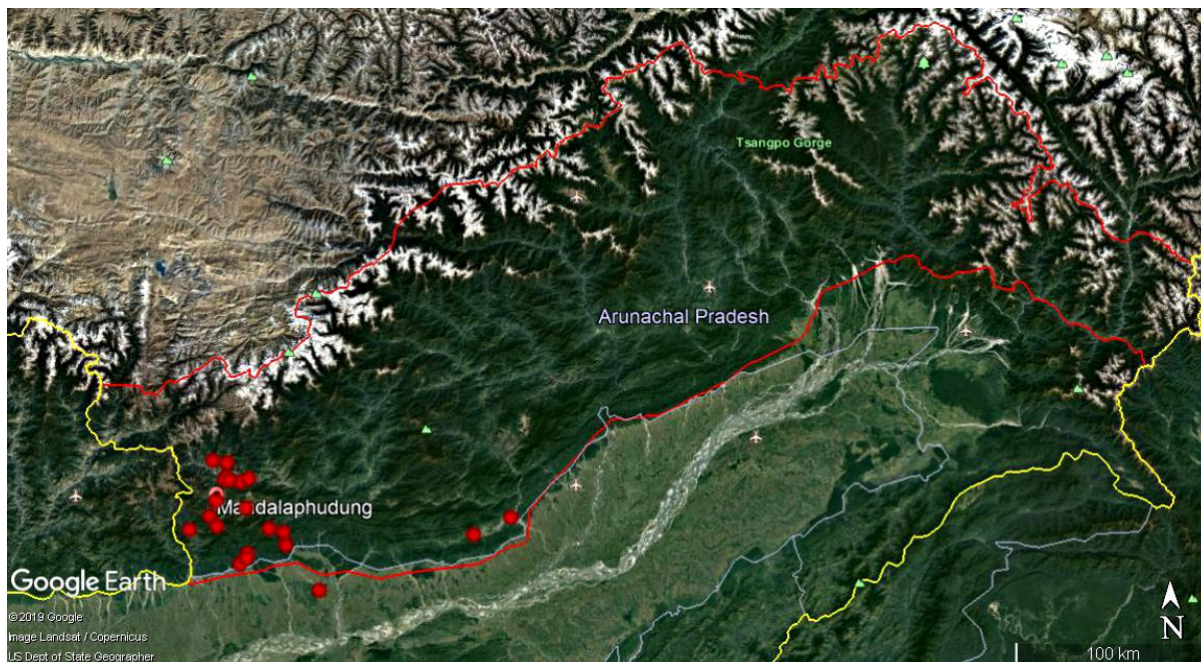 Tsangpo Gorge
Arunachal Pradesh
Mandalaphudung
Google Earth
©2019 Google
Image Landsat / Copernicus
US Dept of State Geographer
N
100 km